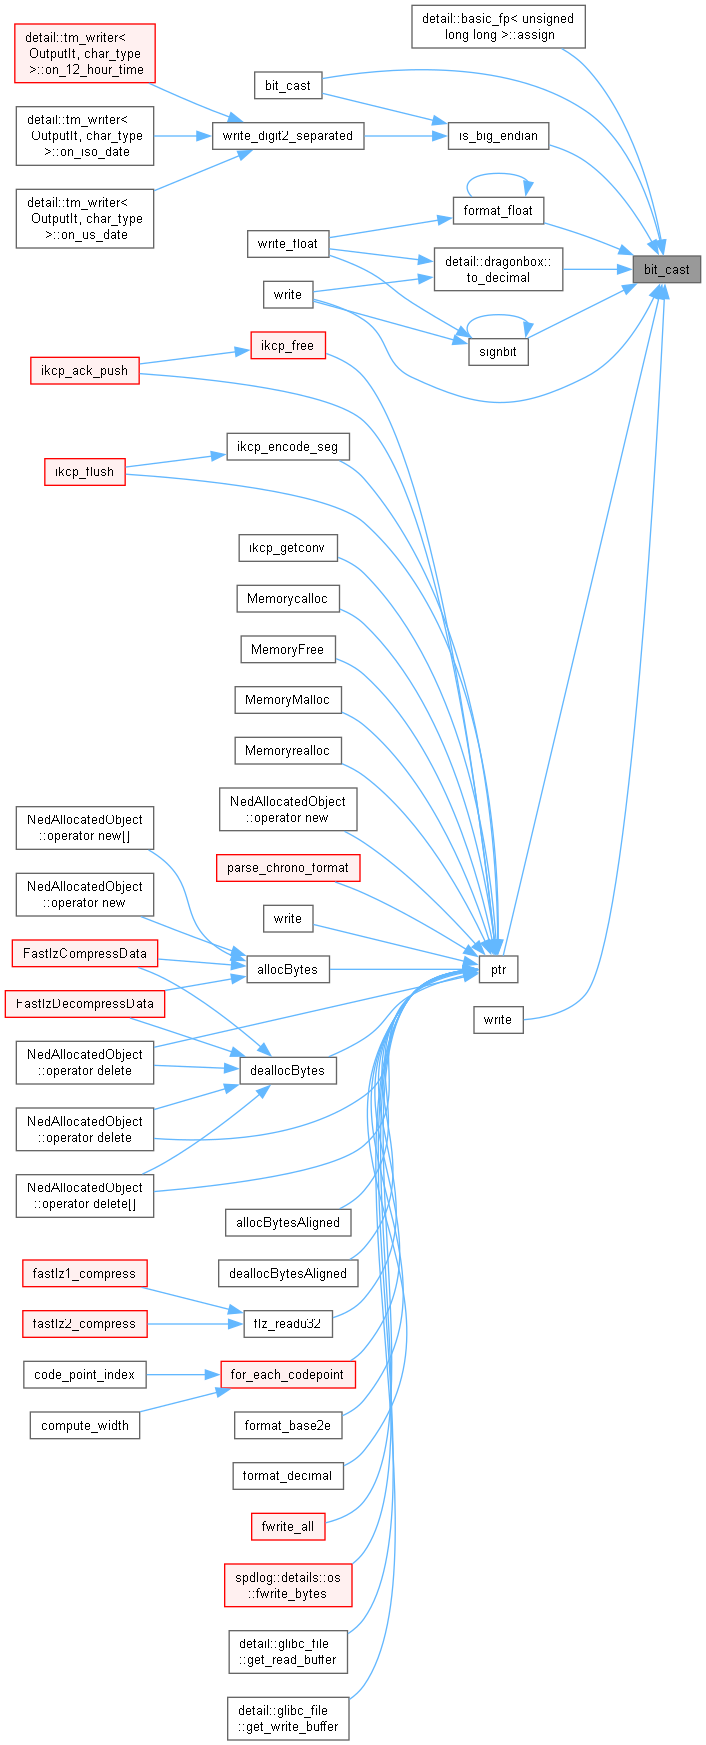 detail::basic_fp< unsigned
long long >::assign
detail::tm_writer<
OutputIt, char_type
>::on_12_hour_time
bit_cast
detail::tm_writer<
OutputIt, char_type
>::on_iso_date
write_digit2_separated
is_big_endian
detail::tm_writer<
OutputIt, char_type
>::on_us_date
format_float
write_float
detail::dragonbox::
to_decimal
bit_cast
write
signbit
ikcp_free
ikcp_ack_push
ikcp_encode_seg
ikcp_flush
ikcp_getconv
Memorycalloc
MemoryFree
MemoryMalloc
Memoryrealloc
NedAllocatedObject
::operator new
NedAllocatedObject
::operator new[]
parse_chrono_format
NedAllocatedObject
::operator new
write
FastlzCompressData
allocBytes
ptr
FastlzDecompressData
write
NedAllocatedObject
::operator delete
deallocBytes
NedAllocatedObject
::operator delete
NedAllocatedObject
::operator delete[]
allocBytesAligned
deallocBytesAligned
fastlz1_compress
fastlz2_compress
flz_readu32
code_point_index
for_each_codepoint
compute_width
format_base2e
format_decimal
fwrite_all
spdlog::details::os
::fwrite_bytes
detail::glibc_file
::get_read_buffer
detail::glibc_file
::get_write_buffer